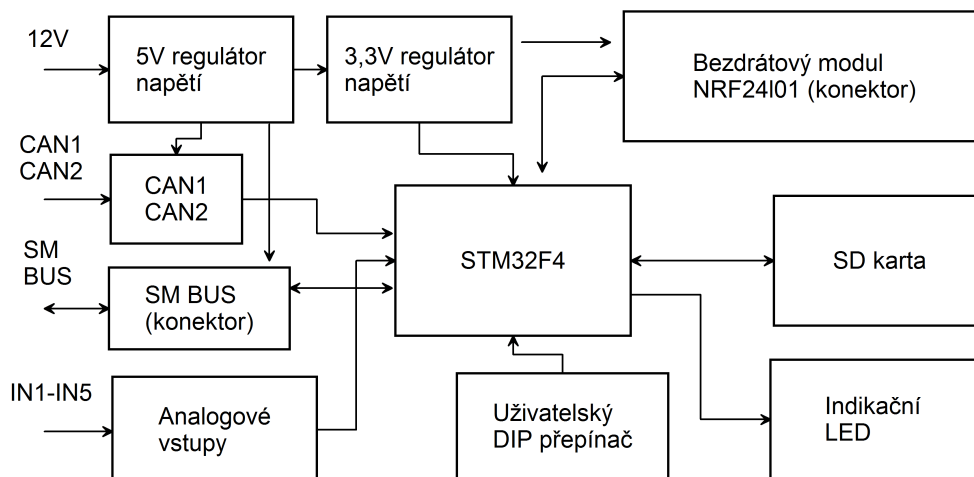 12V
5V regulátor
napětí
3,3V regulátor
napětí
Bezdrátový modul
NRF24l01 (konektor)
CAN1
CAN2
CAN1
CAN2
STM32F4
SD karta
SM
BUS
SM BUS
(konektor)
IN1-IN5
Analogové
vstupy
Uživatelský
DIP přepínač
Indikační
LED